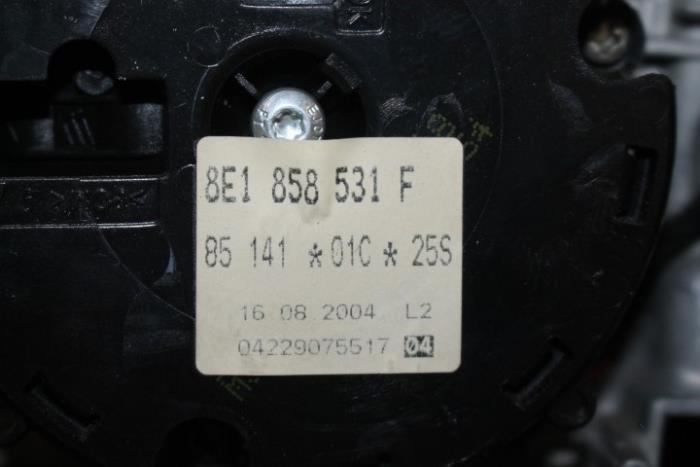 8E1 858 531 F
85 141 * 01C * 25S
16 08 2004 L2
04229075517 04